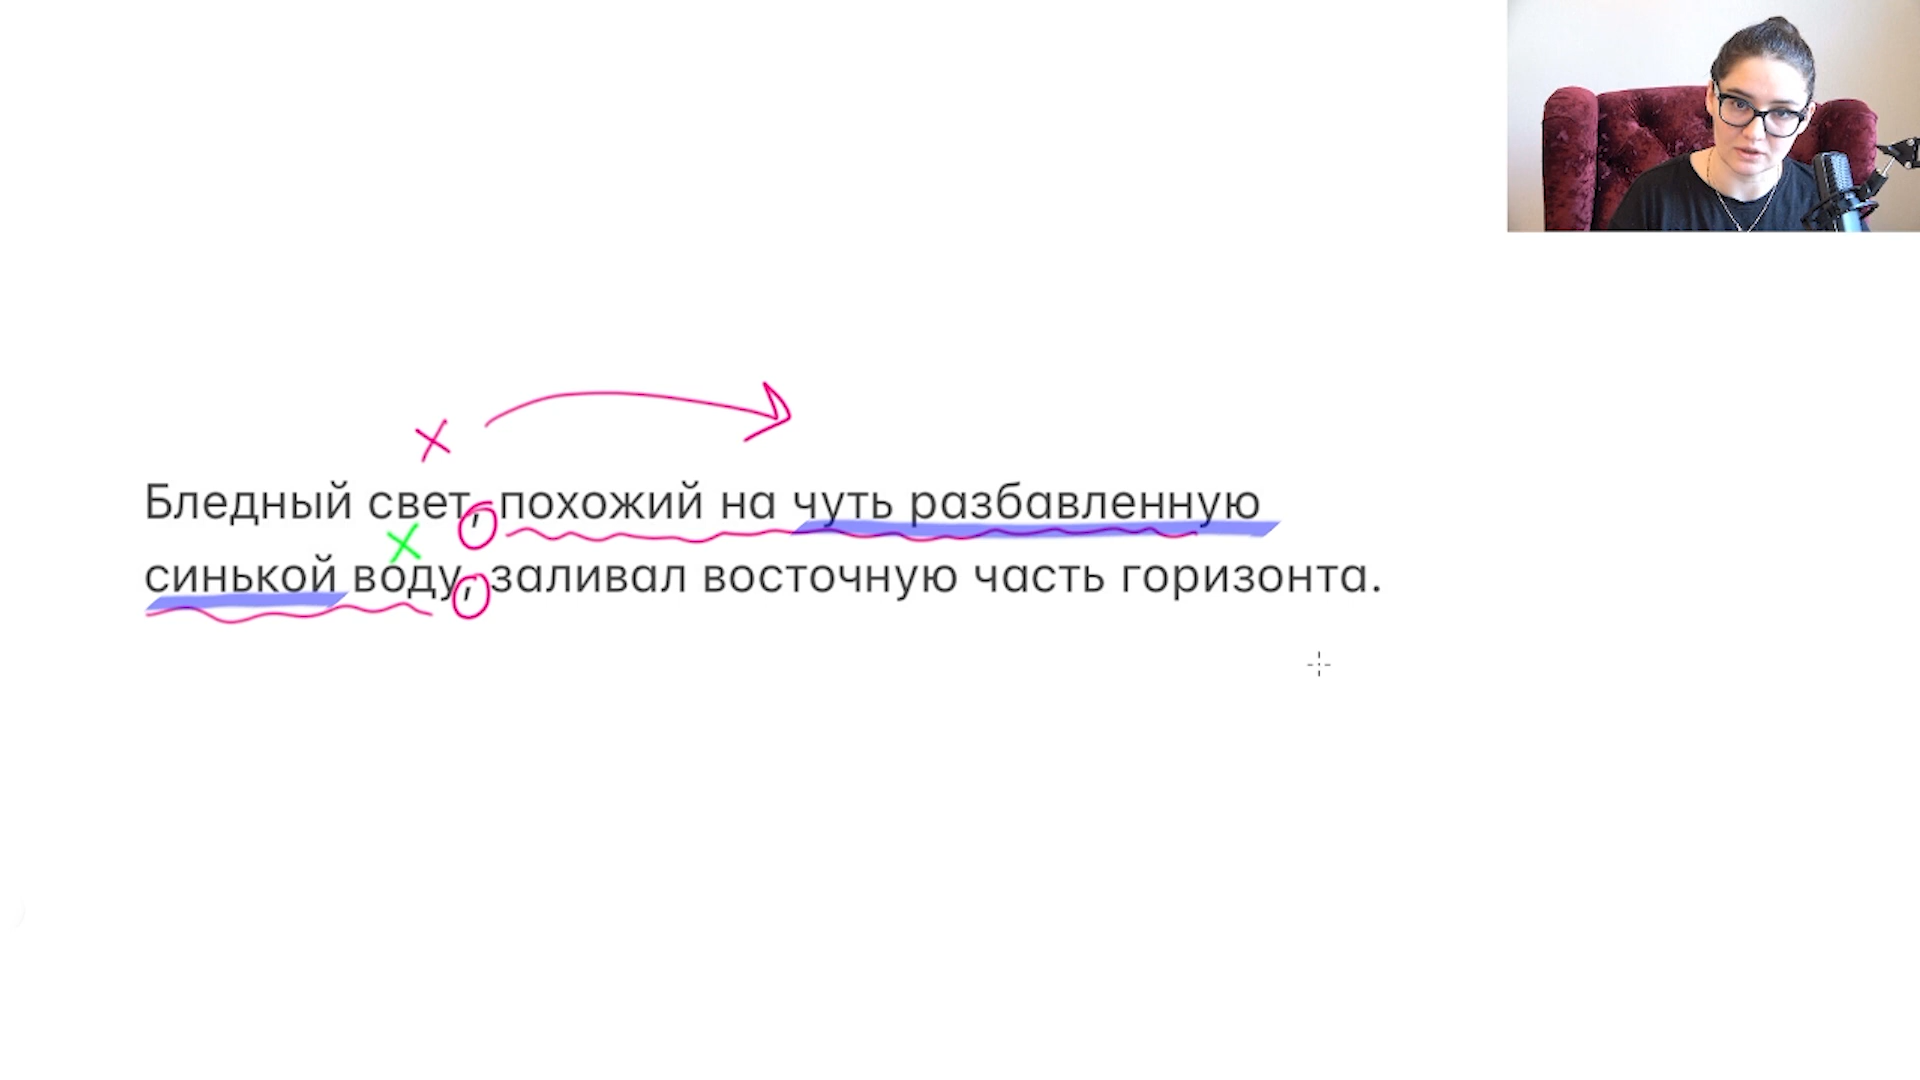 Бледный свет, похожий на чуть разбавленную
синькой воду, заливал восточную часть горизонта.